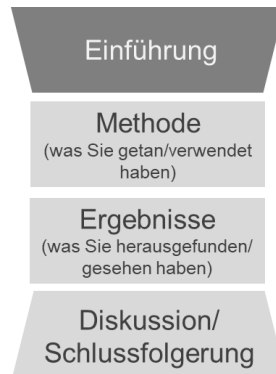 Einführung
Methode
(was Sie getan/verwendet
haben)
Ergebnisse
(was Sie herausgefunden/
gesehen haben)
Diskussion/
Schlussfolgerung